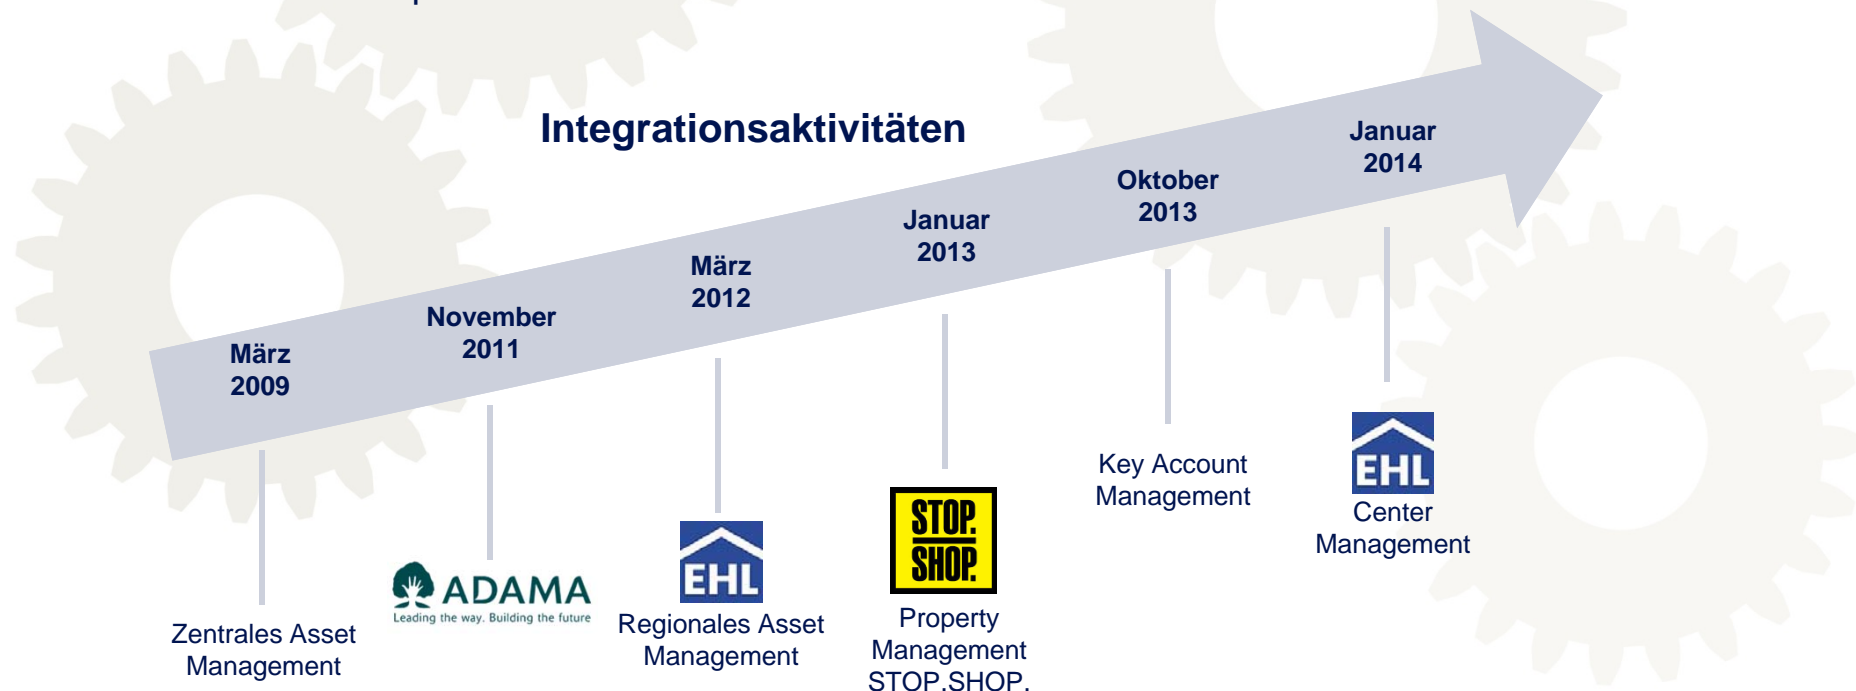 Integrationsaktivitäten
März
2009
November
2011
März
2012
Januar
2013
Oktober
2013
Januar
2014
Zentrales Asset
Management
ADAMA
Leading the way. Building the future
EHL
Regionales Asset
Management
STOP.
SHOP.
Property
Management
STOP.SHOP.
Key Account
Management
EHL
Center
Management